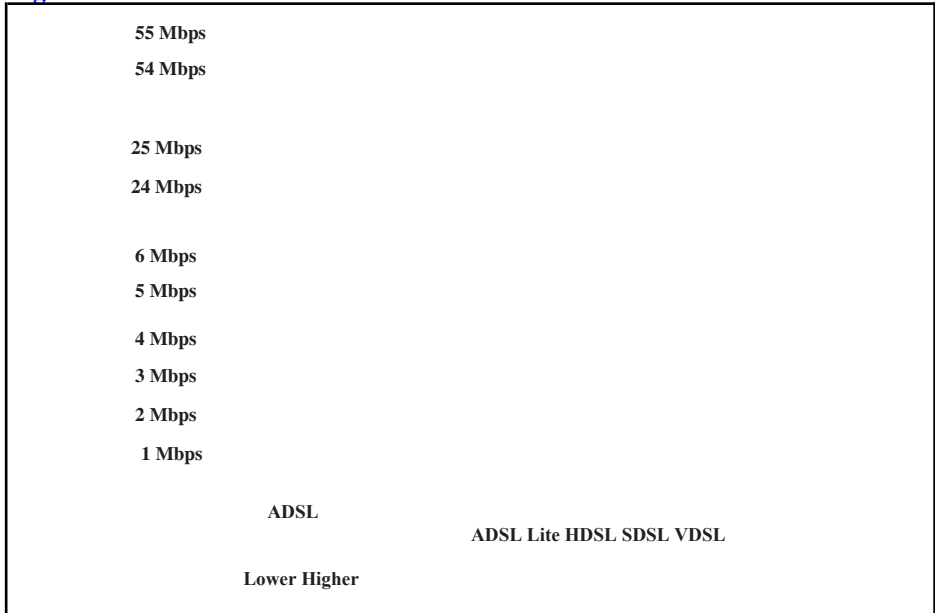 55 Mbps
54 Mbps
25 Mbps
24 Mbps
6 Mbps
5 Mbps
4 Mbps
3 Mbps
2 Mbps
1 Mbps
ADSL
ADSL Lite HDSL SDSL VDSL
Lower Higher